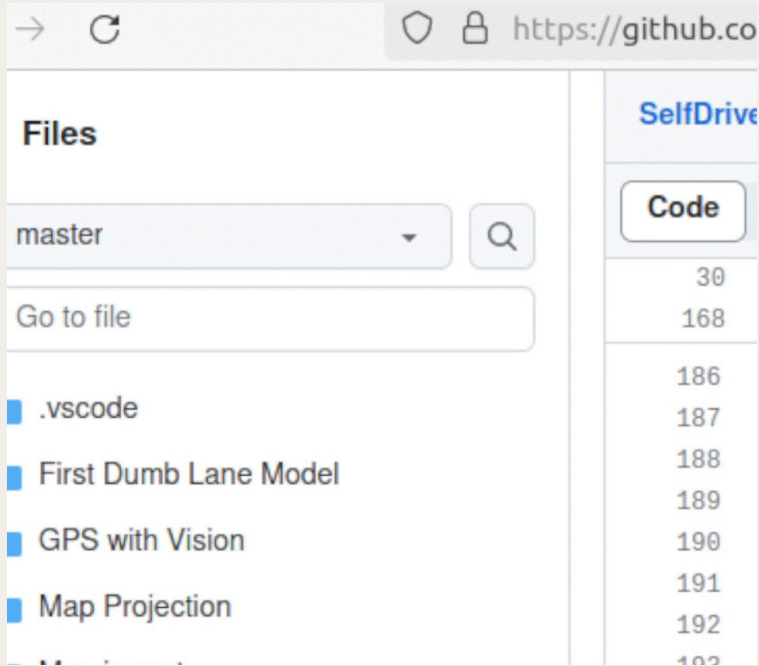 https://github.co
Files
SelfDrive
master
Code
Go to file
30
168
.vscode
186
187
First Dumb Lane Model
188
189
GPS with Vision
190
191
Map Projection
192
193